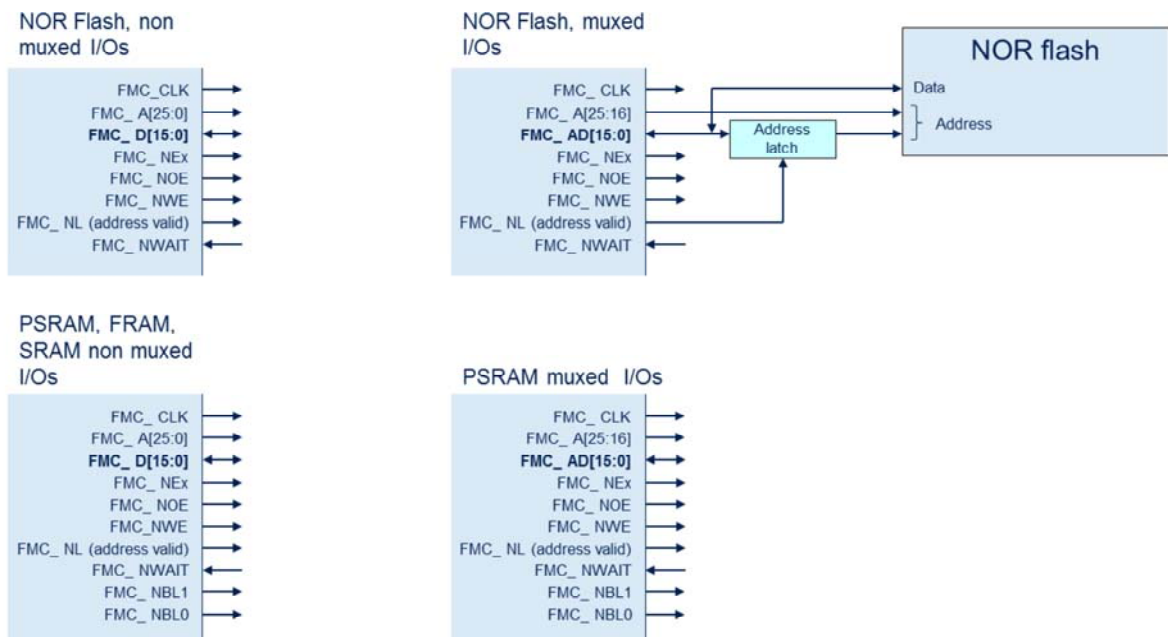 NOR Flash, non
muxed I/Os
FMC_CLK
FMC_ A[25:0]
FMC_ D[15:0]
FMC_ NEx
FMC_ NOE
FMC_ NWE
FMC_ NL (address valid)
FMC_ NWAIT
NOR Flash, muxed
I/Os
FMC_ CLK
FMC_ A[25:16]
FMC_ AD[15:0]
FMC_ NEx
FMC_ NOE
FMC_ NWE
FMC_ NL (address valid)
FMC_ NWAIT
Address
latch
NOR flash
Data
Address
PSRAM, FRAM,
SRAM non muxed
I/Os
FMC_ CLK
FMC_ A[25:0]
FMC_ D[15:0]
FMC_ NEx
FMC_ NOE
FMC_NWE
FMC_ NL (address valid)
FMC_ NWAIT
FMC_ NBL1
FMC_ NBL0
PSRAM muxed I/Os
FMC_ CLK
FMC_ A[25:16]
FMC_ AD[15:0]
FMC_ NEx
FMC_ NOE
FMC_ NWE
FMC_ NL (address valid)
FMC_ NWAIT
FMC_ NBL1
FMC_ NBL0